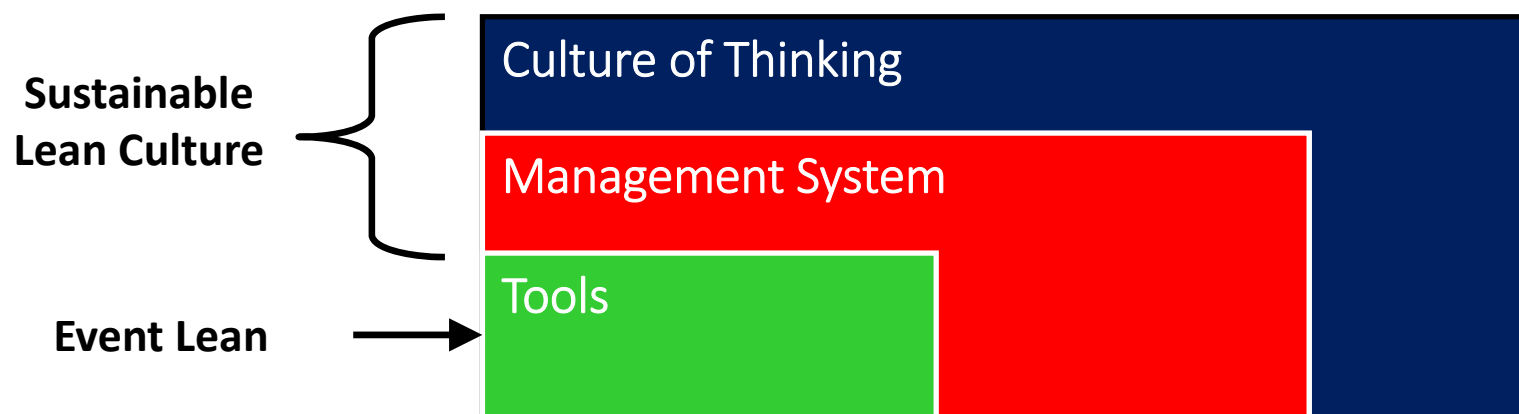 Culture of Thinking
Sustainable
Lean Culture
Management System
Tools
Event Lean